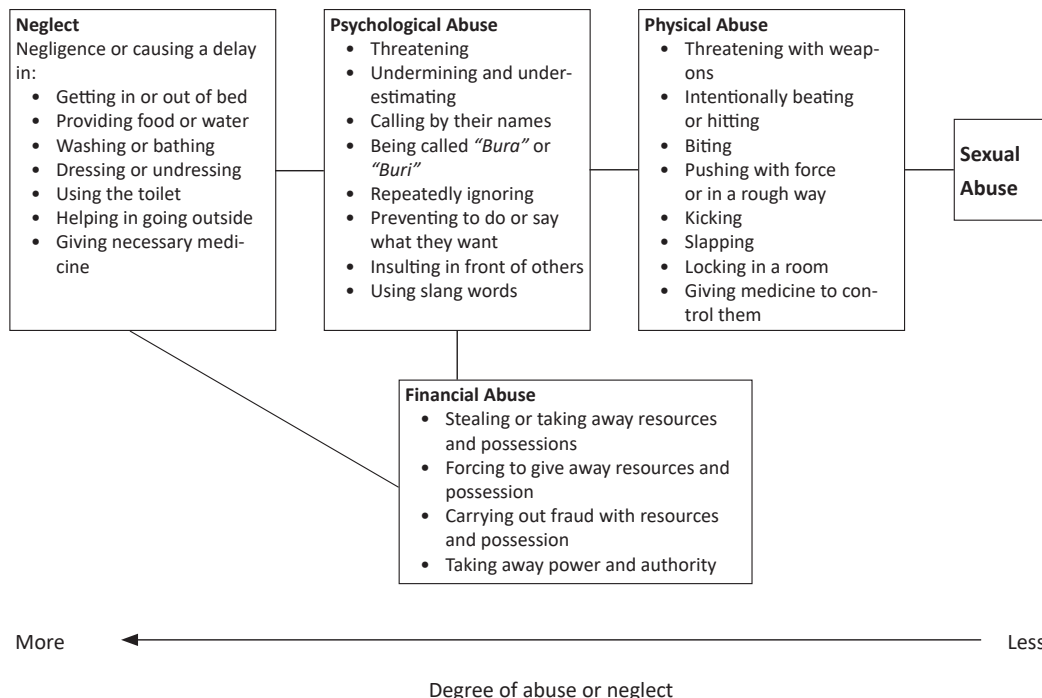 Neglect
Negligence or causing a delay
in:
• Getting in or out of bed
• Providing food or water
• Washing or bathing
• Dressing or undressing
• Using the toilet
• Helping in going outside
• Giving necessary medi-
cine
Psychological Abuse
• Threatening
• Undermining and under-
estimating
• Calling by their names
• Being called “Bura” or
“Buri”
• Repeatedly ignoring
• Preventing to do or say
what they want
• Insulting in front of others
• Using slang words
Physical Abuse
• Threatening with weap-
ons
• Intentionally beating
or hitting
• Biting
• Pushing with force
or in a rough way
• Kicking
• Slapping
• Locking in a room
• Giving medicine to con-
trol them
Sexual
Abuse
Financial Abuse
• Stealing or taking away resources
and possessions
• Forcing to give away resources and
possession
• Carrying out fraud with resources
and possession
• Taking away power and authority
More
Less
Degree of abuse or neglect